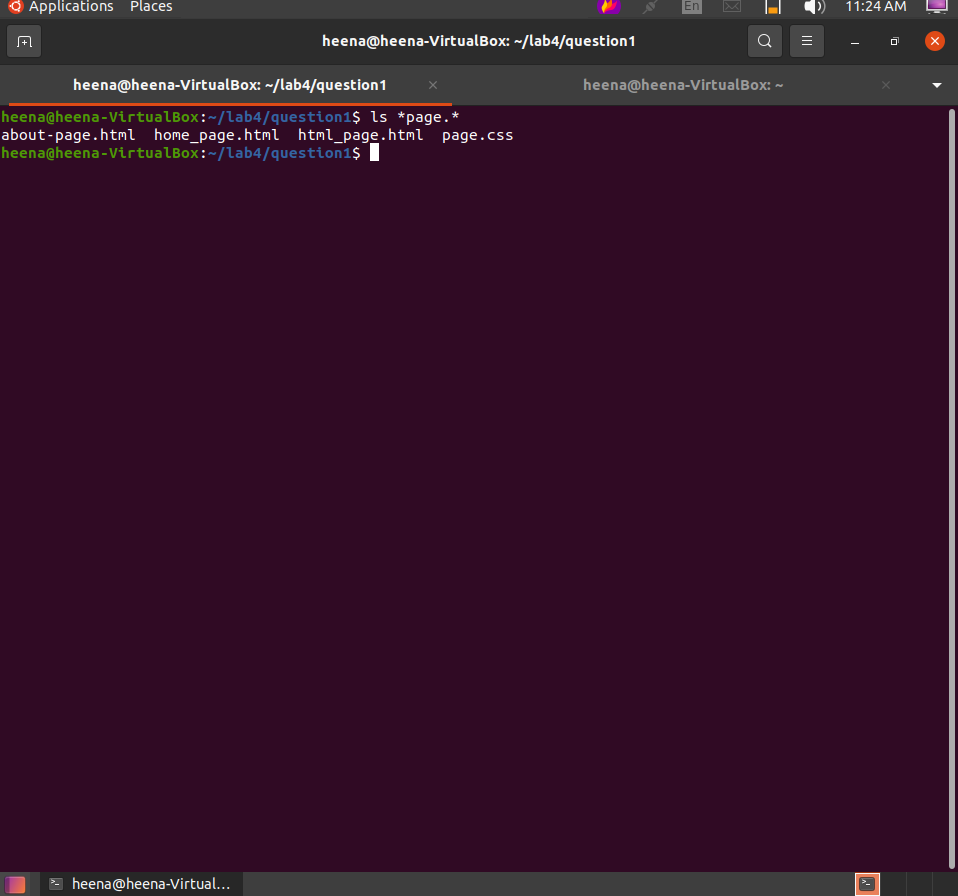 Applications Places En 11:24 AM
heena@heena-VirtualBox: ~/lab4/question1
heena@heena-VirtualBox: ~/lab4/question1 heena@heena-VirtualBox: ~
heena@heena-VirtualBox:~/lab4/question1$ ls *page.*
about-page.html  home_page.html  html_page.html  page.css
heena@heena-VirtualBox:~/lab4/question1$
heena@heena-Virtual...